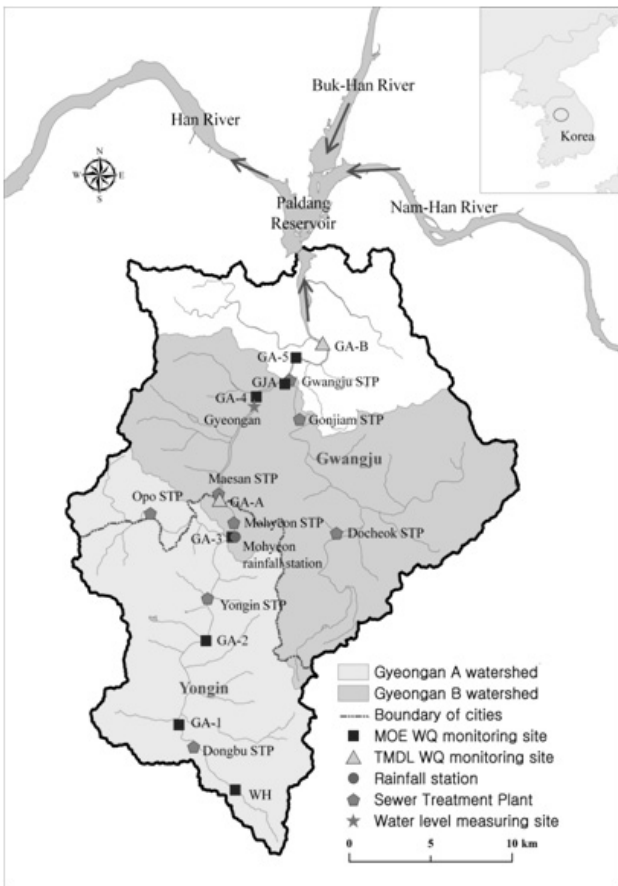 Buk-Han River
Han River
Korea
N
W
E
S
Paldang
Reservoir
Nam-Han River
GA-5
GA-B
GJA
Gwangju STP
GA-4
Gyeongan
Gonjiam STP
Gwangju
Maesan STP
Opo STP
GA-A
Mohyeon STP
Docheok STP
GA-3
Mohyeon
rainfall station
Yongin STP
GA-2
Yongin
GA-1
Dongbu STP
WH
Gyeongan A watershed
Gyeongan B watershed
Boundary of cities
MOE WQ monitoring site
TMDL WQ monitoring site
Rainfall station
Sewer Treatment Plant
Water level measuring site
0 5 10 km